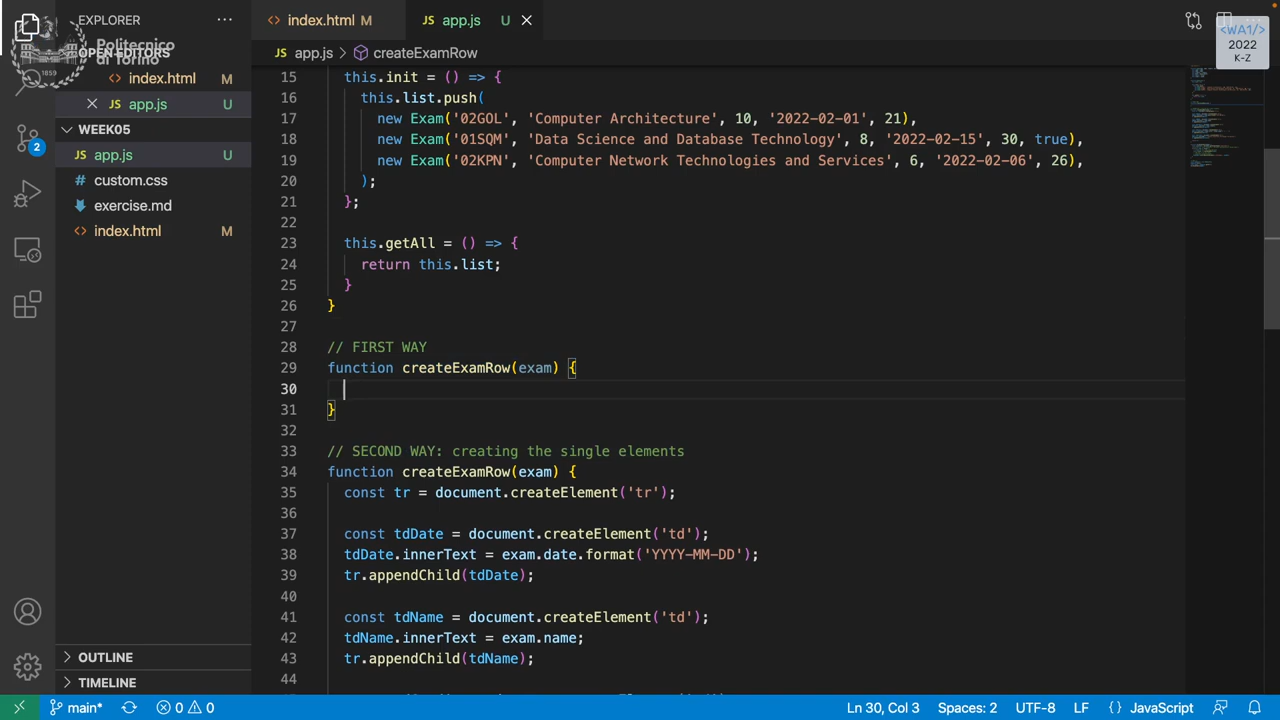 EXPLORER
index.html M
app.js U
<WA1/>
2022
K-Z
Politecnico
di Torino
1859
OPEN EDITORS
index.html M
app.js U
WEEK05
app.js U
custom.css
exercise.md
index.html M
2
OUTLINE
TIMELINE
app.js > createExamRow
15 this.init = () => {
16 this.list.push(
17 new Exam('02GOL', 'Computer Architecture', 10, '2022-02-01', 21),
18 new Exam('01SQJ', 'Data Science and Database Technology', 8, '2022-02-15', 30, true),
19 new Exam('02KPN', 'Computer Network Technologies and Services', 6, '2022-02-06', 26),
20 );
21 };
22
23 this.getAll = () => {
24 return this.list;
25 }
26 }
27
28 // FIRST WAY
29 function createExamRow(exam) {
30
31 }
32
33 // SECOND WAY: creating the single elements
34 function createExamRow(exam) {
35 const tr = document.createElement('tr');
36
37 const tdDate = document.createElement('td');
38 tdDate.innerText = exam.date.format('YYYY-MM-DD');
39 tr.appendChild(tdDate);
40
41 const tdName = document.createElement('td');
42 tdName.innerText = exam.name;
43 tr.appendChild(tdName);
44
main* 0 0 Ln 30, Col 3 Spaces: 2 UTF-8 LF {} JavaScript